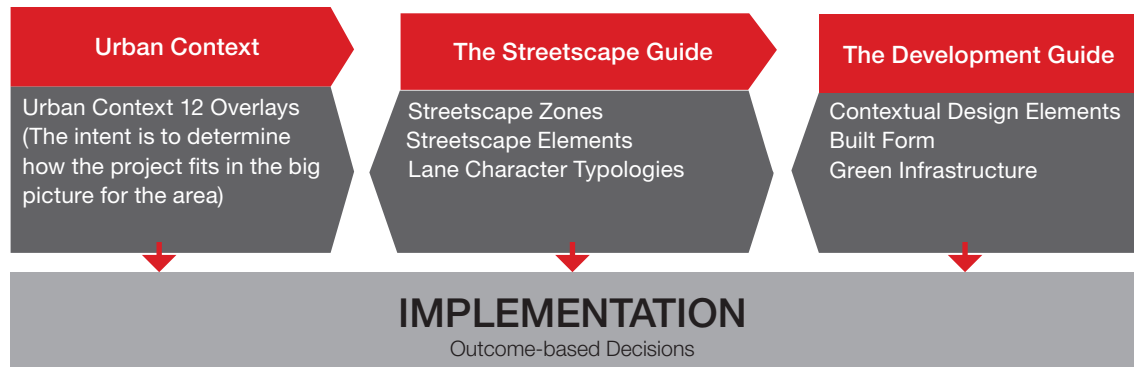 Urban Context
Urban Context 12 Overlays
(The intent is to determine
how the project fits in the big
picture for the area)
The Streetscape Guide
Streetscape Zones
Streetscape Elements
Lane Character Typologies
The Development Guide
Contextual Design Elements
Built Form
Green Infrastructure
IMPLEMENTATION
Outcome-based Decisions